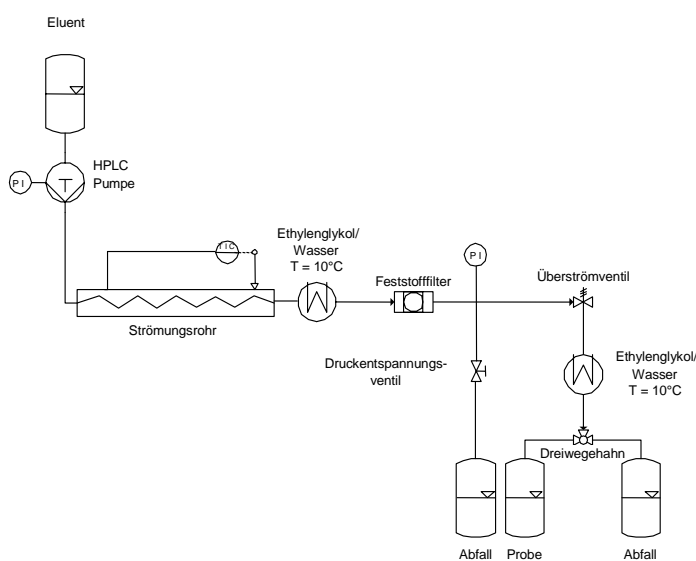 Eluent
HPLC
Pumpe
PI
TIC
Ethylenglykol/
Wasser
T = 10°C
Strömungsrohr
Feststofffilter
PI
Überströmventil
Druckentspannungs-
ventil
Ethylenglykol/
Wasser
T = 10°C
Dreiwegehahn
Abfall
Probe
Abfall